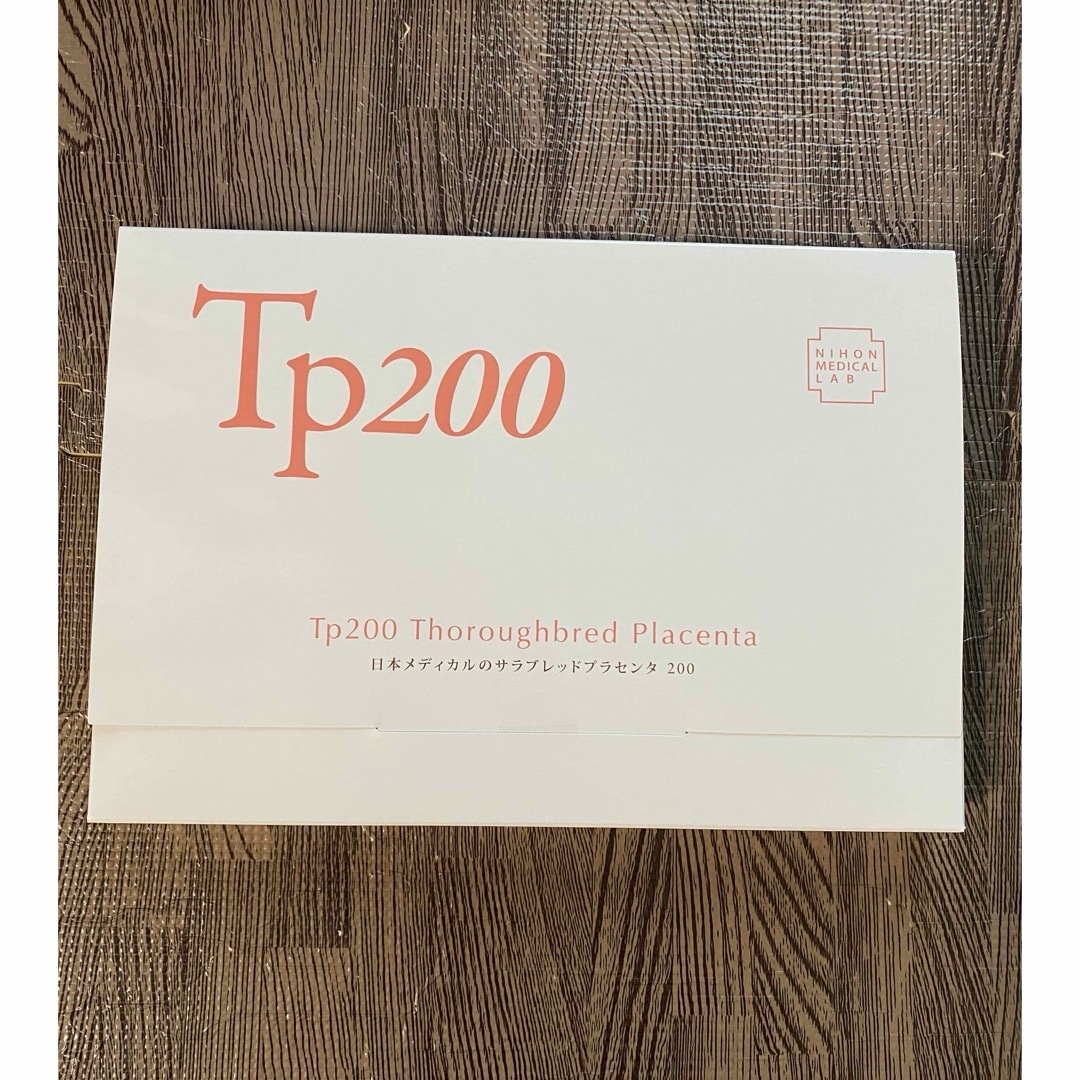 Tp200
NIHON
MEDICAL
LAB
Tp200 Thoroughbred Placenta
日本メディカルのサラブレッドプラセンタ 200